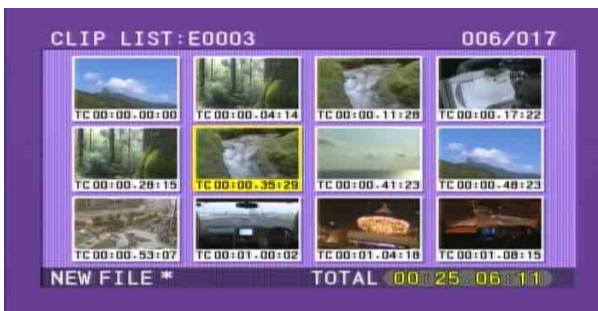 CLIP LIST:E0003 006/017
TC 00:00.00:00 TC 00:00.04:14 TC 00:00.11:28 TC 00:00.17:22
TC 00:00.28:15 TC 00:00.35:29 TC 00:00.41:23 TC 00:00.48:23
TC 00:00.53:07 TC 00:01.00:02 TC 00:01.04:18 TC 00:01.08:15
NEW FILE * TOTAL 00:25:06:11